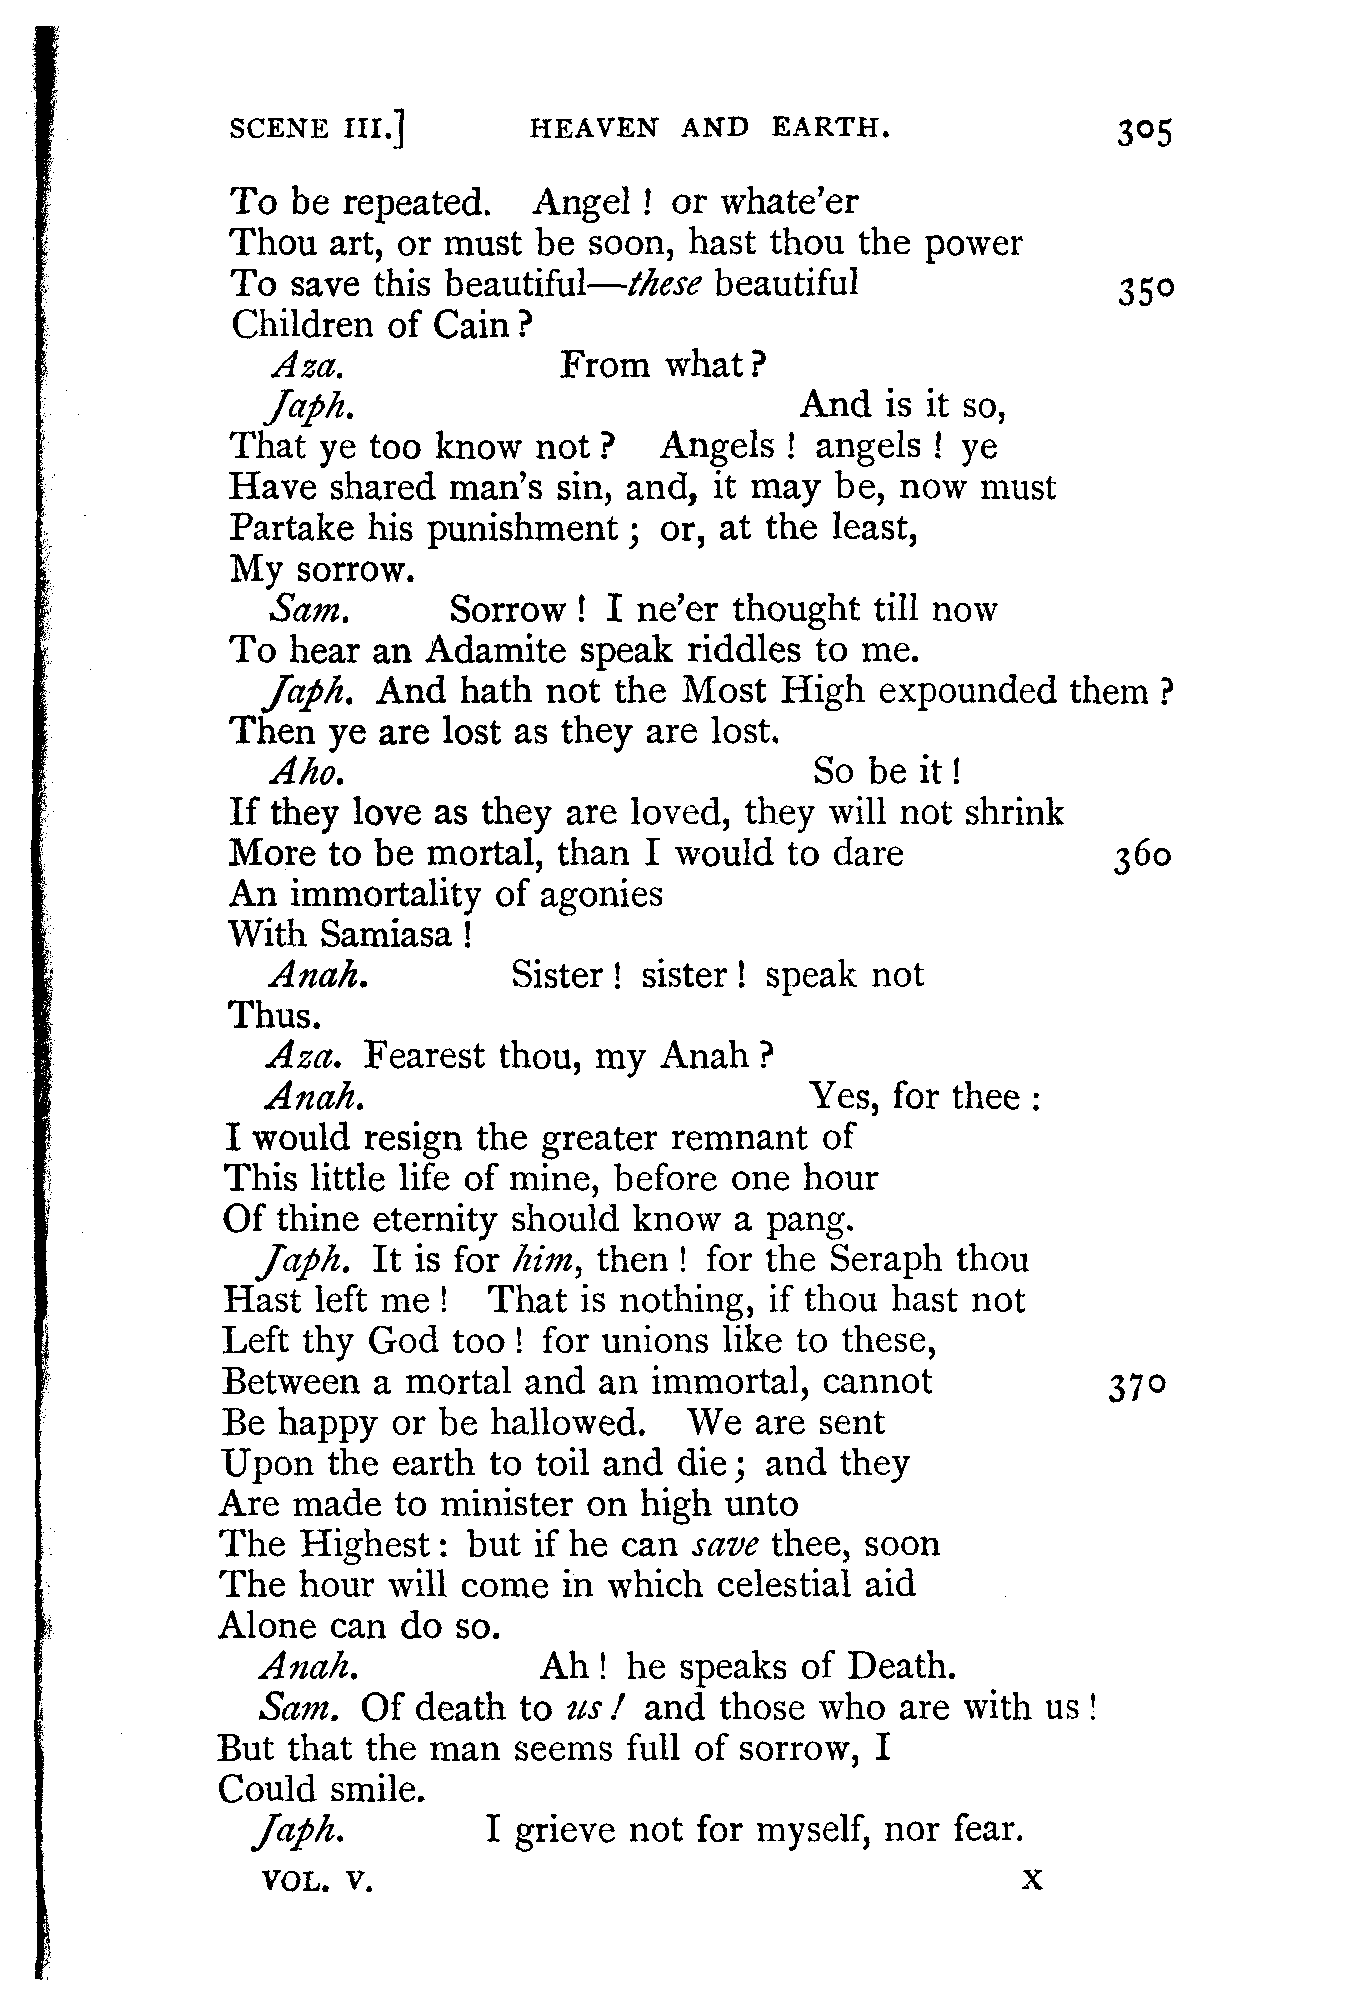 SCENE III.] HEAVEN AND EARTH. 305
To be repeated. Angel ! or whate'er
Thou art, or must be soon, hast thou the power
To save this beautiful—these beautiful 350
Children of Cain ?
Aza. From what ?
Japh. And is it so,
That ye too know not ? Angels ! angels ! ye
Have shared man's sin, and, it may be, now must
Partake his punishment ; or, at the least,
My sorrow.
Sam. Sorrow ! I ne'er thought till now
To hear an Adamite speak riddles to me.
Japh. And hath not the Most High expounded them ?
Then ye are lost as they are lost.
Aho. So be it !
If they love as they are loved, they will not shrink
More to be mortal, than I would to dare 360
An immortality of agonies
With Samiasa !
Anah. Sister ! sister ! speak not
Thus.
Aza. Fearest thou, my Anah ?
Anah. Yes, for thee :
I would resign the greater remnant of
This little life of mine, before one hour
Of thine eternity should know a pang.
Japh. It is for him, then ! for the Seraph thou
Hast left me ! That is nothing, if thou hast not
Left thy God too ! for unions like to these,
Between a mortal and an immortal, cannot 370
Be happy or be hallowed. We are sent
Upon the earth to toil and die ; and they
Are made to minister on high unto
The Highest : but if he can save thee, soon
The hour will come in which celestial aid
Alone can do so.
Anah. Ah ! he speaks of Death.
Sam. Of death to us ! and those who are with us !
But that the man seems full of sorrow, I
Could smile.
Japh. I grieve not for myself, nor fear.
VOL. V. X